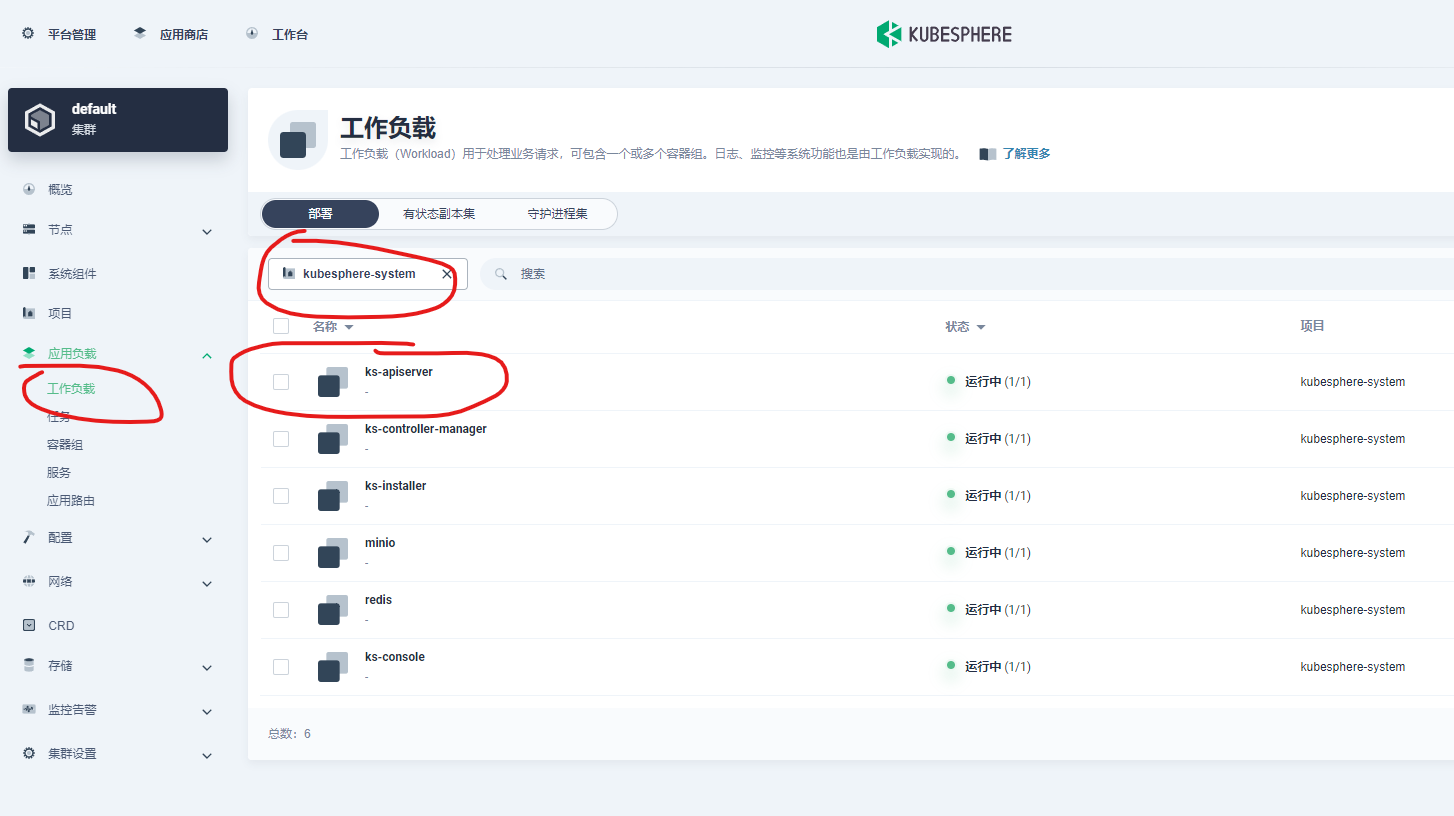 平台管理 应用商店 工作台 KUBESPHERE
default
集群
概览
节点
系统组件
项目
应用负载
工作负载
任务
容器组
服务
应用路由
配置
网络
CRD
存储
监控告警
集群设置
工作负载
工作负载（Workload）用于处理业务请求，可包含一个或多个容器组。日志、监控等系统功能也是由工作负载实现的。 了解更多
部署 有状态副本集 守护进程集
kubesphere-system 搜索
名称 状态 项目
ks-apiserver 运行中 (1/1) kubesphere-system
-
ks-controller-manager 运行中 (1/1) kubesphere-system
-
ks-installer 运行中 (1/1) kubesphere-system
-
minio 运行中 (1/1) kubesphere-system
-
redis 运行中 (1/1) kubesphere-system
-
ks-console 运行中 (1/1) kubesphere-system
-
总数：6